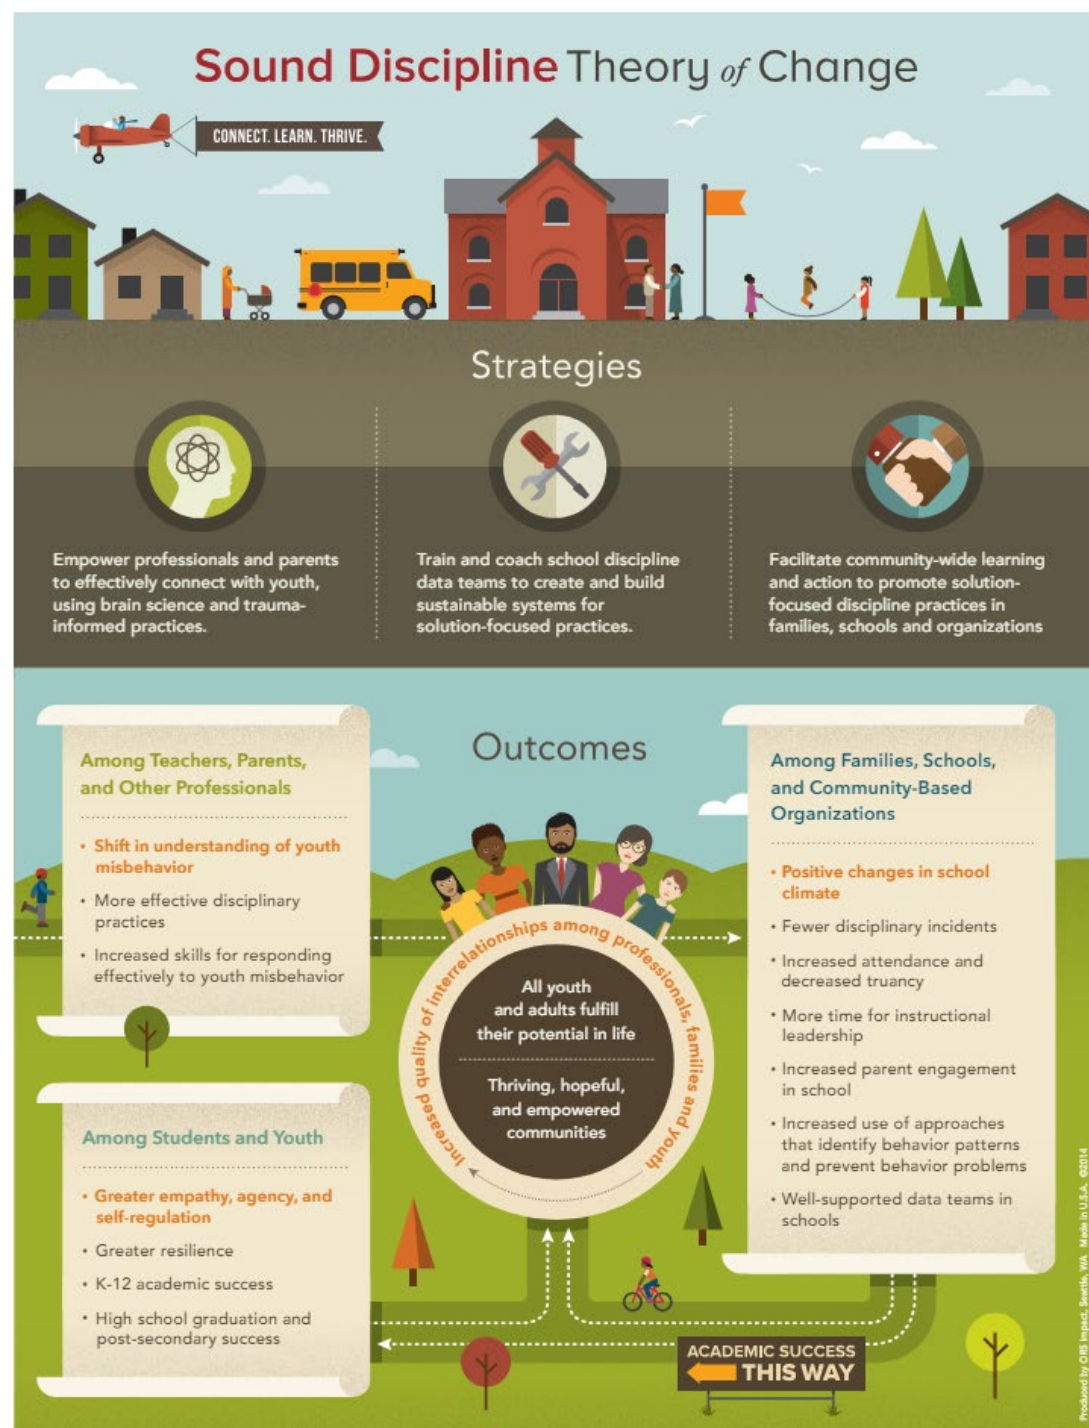 Sound Discipline Theory of Change
CONNECT. LEARN. THRIVE.
Strategies
Empower professionals and parents
to effectively connect with youth,
using brain science and trauma-
informed practices.
Train and coach school discipline
data teams to create and build
sustainable systems for
solution-focused practices.
Facilitate community-wide learning
and action to promote solution-
focused discipline practices in
families, schools and organizations
Outcomes
Among Teachers, Parents,
and Other Professionals
• Shift in understanding of youth
misbehavior
• More effective disciplinary
practices
• Increased skills for responding
effectively to youth misbehavior
Among Students and Youth
• Greater empathy, agency, and
self-regulation
• Greater resilience
• K-12 academic success
• High school graduation and
post-secondary success
Increased quality of interrelationships among professionals, families and youth
All youth
and adults fulfill
their potential in life
Thriving, hopeful,
and empowered
communities
Among Families, Schools,
and Community-Based
Organizations
• Positive changes in school
climate
• Fewer disciplinary incidents
• Increased attendance and
decreased truancy
• More time for instructional
leadership
• Increased parent engagement
in school
• Increased use of approaches
that identify behavior patterns
and prevent behavior problems
• Well-supported data teams in
schools
ACADEMIC SUCCESS
THIS WAY
Produced by ORS Impact, Seattle, WA Made in U.S.A. ©2014